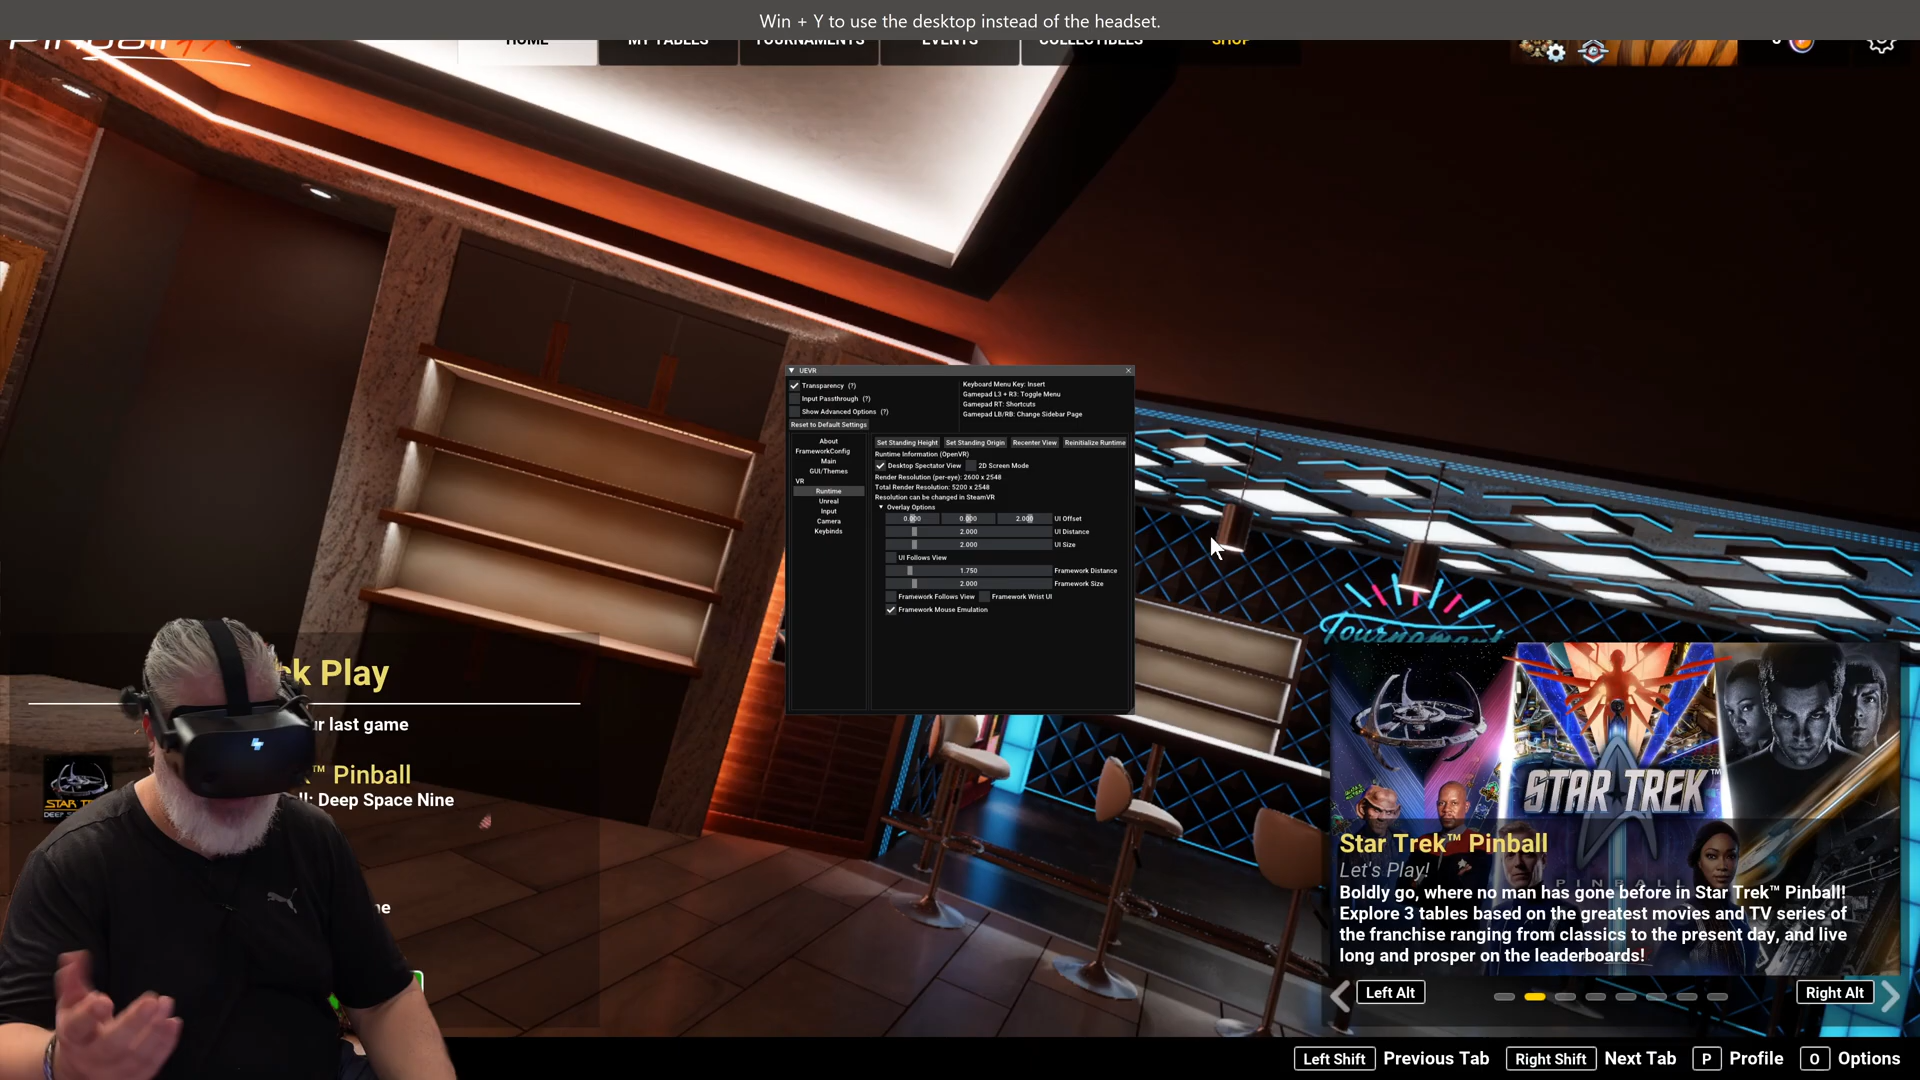 Win + Y to use the desktop instead of the headset.
HOME
MY TABLES
TOURNAMENTS
EVENTS
COLLECTIBLES
SHOP
UEVR
Transparency (?)
Input Passthrough (?)
Show Advanced Options (?)
Reset to Default Settings
Keyboard Menu Key: Insert
Gamepad L3 + R3: Toggle Menu
Gamepad RT: Shortcuts
Gamepad LB/RB: Change Sidebar Page
About
FrameworkConfig
Main
GUI/Themes
VR
Runtime
Unreal
Input
Camera
Keybinds
Set Standing Height
Set Standing Origin
Recenter View
Reinitialize Runtime
Runtime Information (OpenVR)
Desktop Spectator View
2D Screen Mode
Render Resolution (per-eye): 2600 x 2548
Total Render Resolution: 5200 x 2548
Resolution can be changed in SteamVR
Overlay Options
0.000 0.000 2.000 UI Offset
2.000 UI Distance
2.000 UI Size
UI Follows View
1.750 Framework Distance
2.000 Framework Size
Framework Follows View
Framework Wrist UI
Framework Mouse Emulation
Tournament
k Play
ur last game
™ Pinball
ll: Deep Space Nine
ne
STAR TREK™
PINBALL
Star Trek™ Pinball
Let's Play!
Boldly go, where no man has gone before in Star Trek™ Pinball!
Explore 3 tables based on the greatest movies and TV series of
the franchise ranging from classics to the present day, and live
long and prosper on the leaderboards!
Left Alt
Right Alt
Left Shift Previous Tab
Right Shift Next Tab
P Profile
O Options